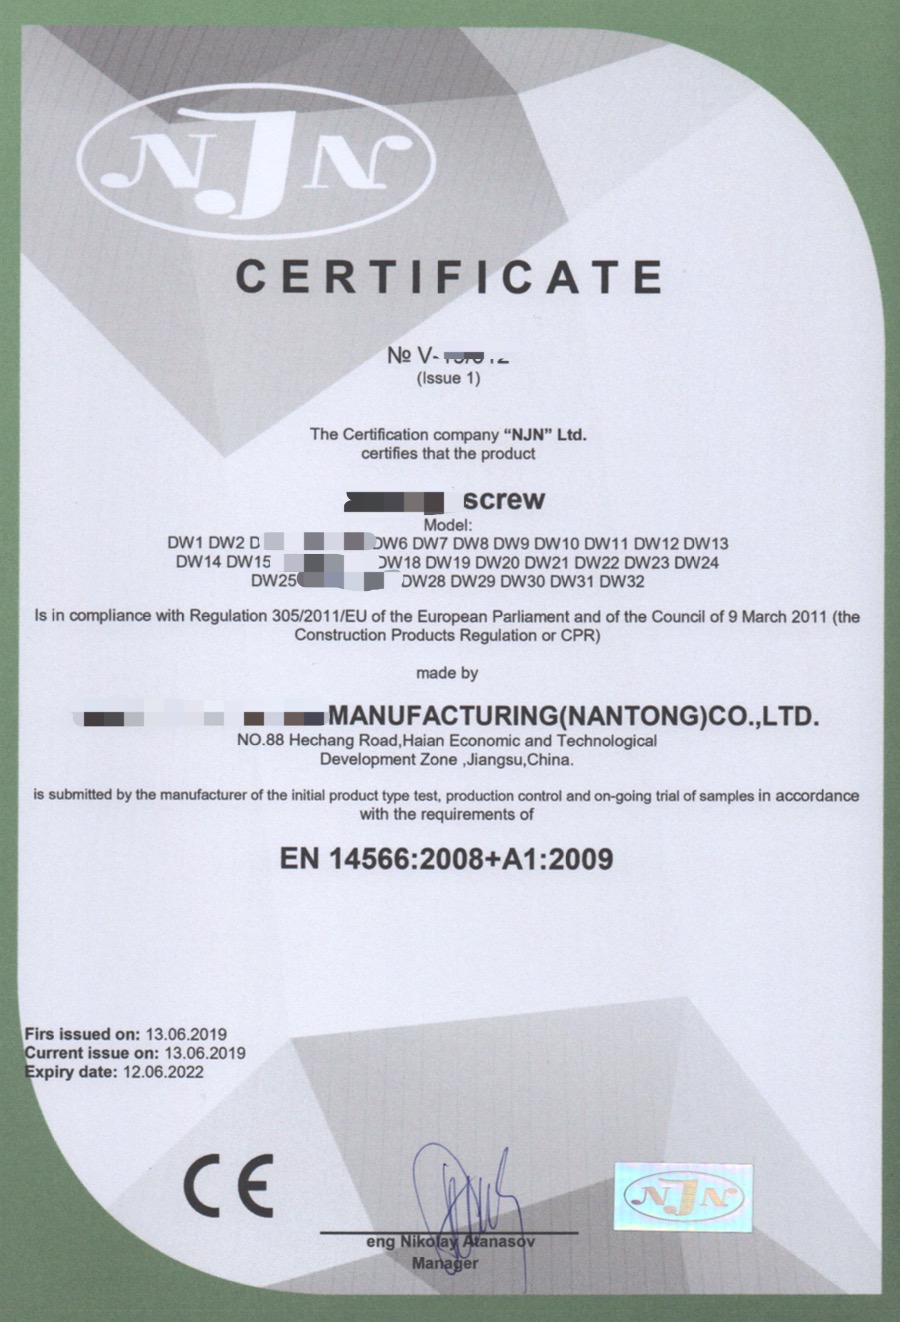 NJN
CERTIFICATE
№ V-
(Issue 1)
The Certification company “NJN” Ltd.
certifies that the product
screw
Model:
DW1 DW2 DW6 DW7 DW8 DW9 DW10 DW11 DW12 DW13
DW14 DW15 DW18 DW19 DW20 DW21 DW22 DW23 DW24
DW25 DW28 DW29 DW30 DW31 DW32
Is in compliance with Regulation 305/2011/EU of the European Parliament and of the Council of 9 March 2011 (the
Construction Products Regulation or CPR)
made by
MANUFACTURING(NANTONG)CO.,LTD.
NO.88 Hechang Road,Haian Economic and Technological
Development Zone ,Jiangsu,China.
is submitted by the manufacturer of the initial product type test, production control and on-going trial of samples in accordance
with the requirements of
EN 14566:2008+A1:2009
Firs issued on: 13.06.2019
Current issue on: 13.06.2019
Expiry date: 12.06.2022
CE
NJN
eng Nikolay Atanasov
Manager